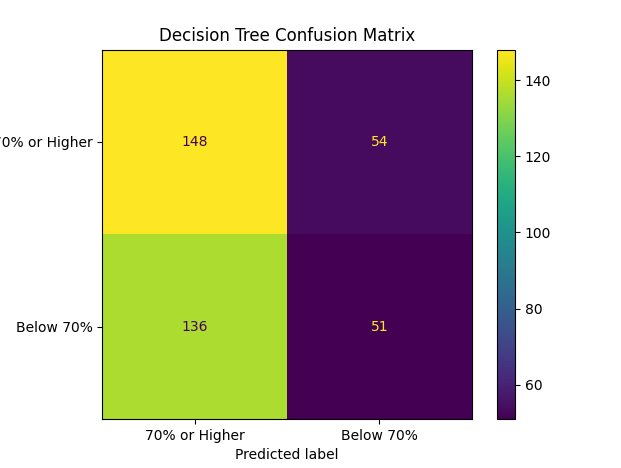 Decision Tree Confusion Matrix
0% or Higher
148
54
140
120
100
80
60
Below 70%
136
51
70% or Higher
Below 70%
Predicted label